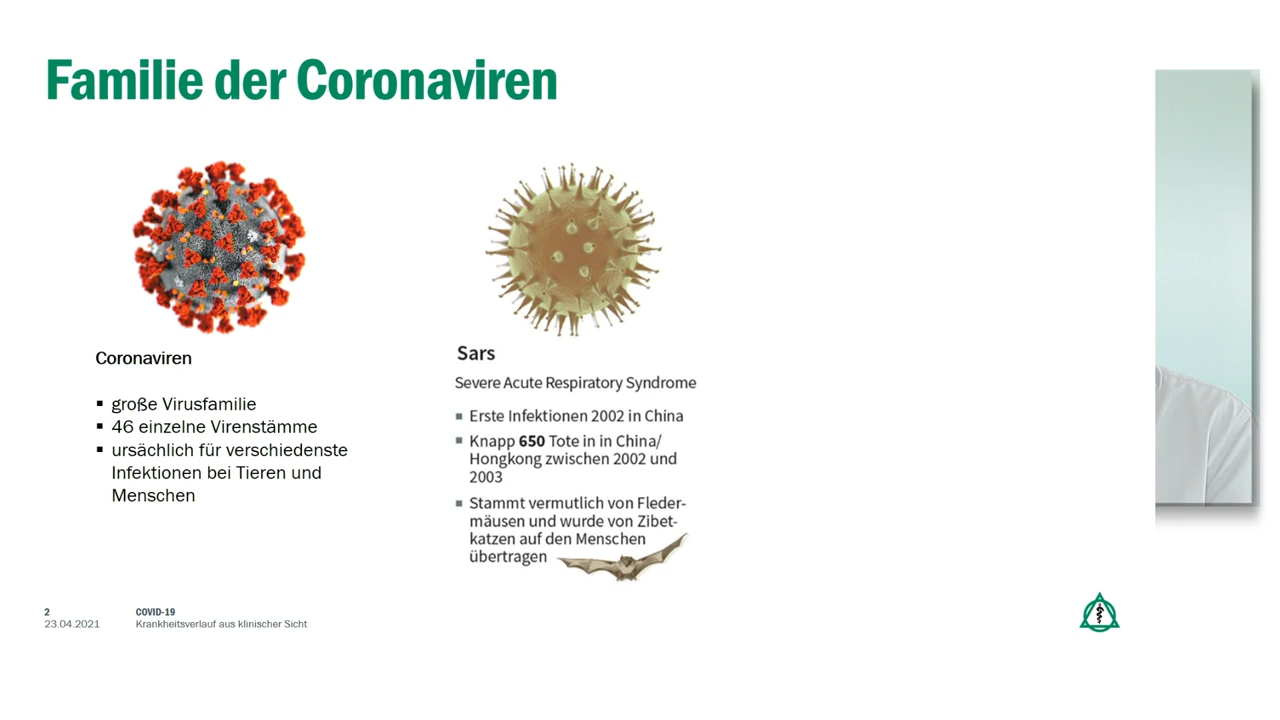 Familie der Coronaviren
Coronaviren
▪ große Virusfamilie
▪ 46 einzelne Virenstämme
▪ ursächlich für verschiedenste
Infektionen bei Tieren und
Menschen
Sars
Severe Acute Respiratory Syndrome
▪ Erste Infektionen 2002 in China
▪ Knapp 650 Tote in in China/
Hongkong zwischen 2002 und
2003
▪ Stammt vermutlich von Fleder-
mäusen und wurde von Zibet-
katzen auf den Menschen
übertragen
2
23.04.2021
COVID-19
Krankheitsverlauf aus klinischer Sicht